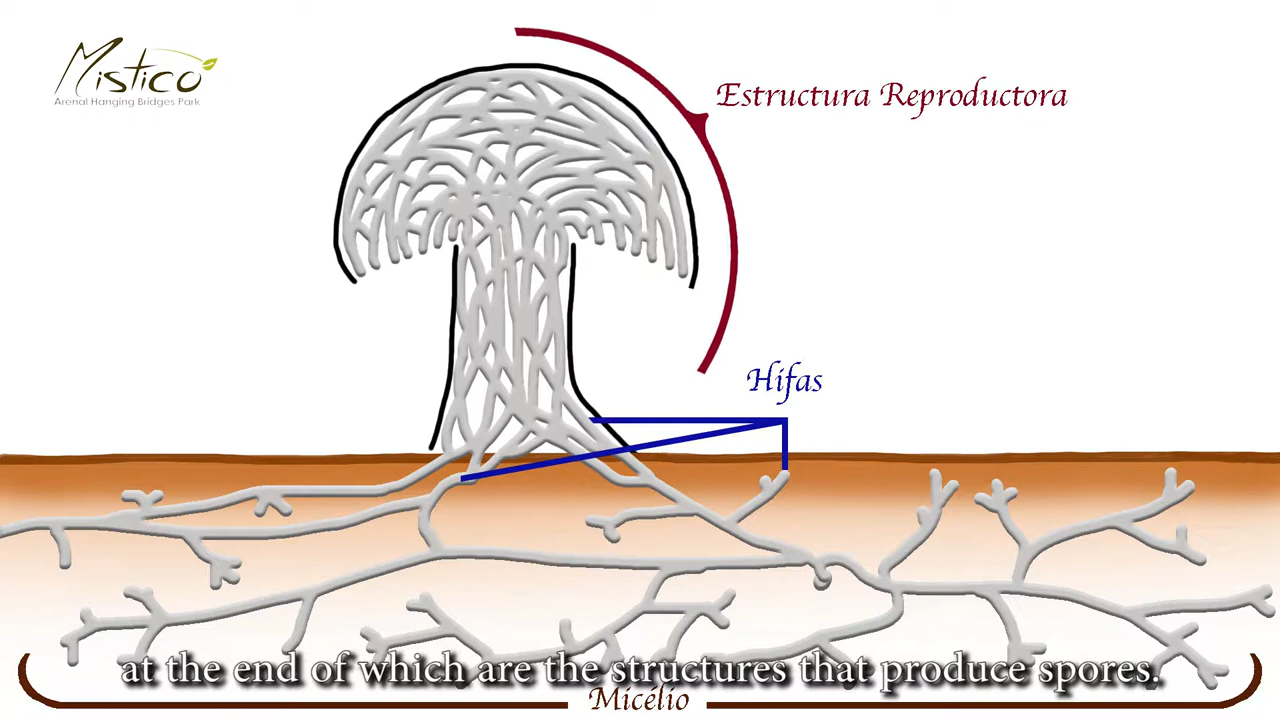 Mistico
Arenal Hanging Bridges Park
Estructura Reproductora
Hifas
at the end of which are the structures that produce spores.
Micélio